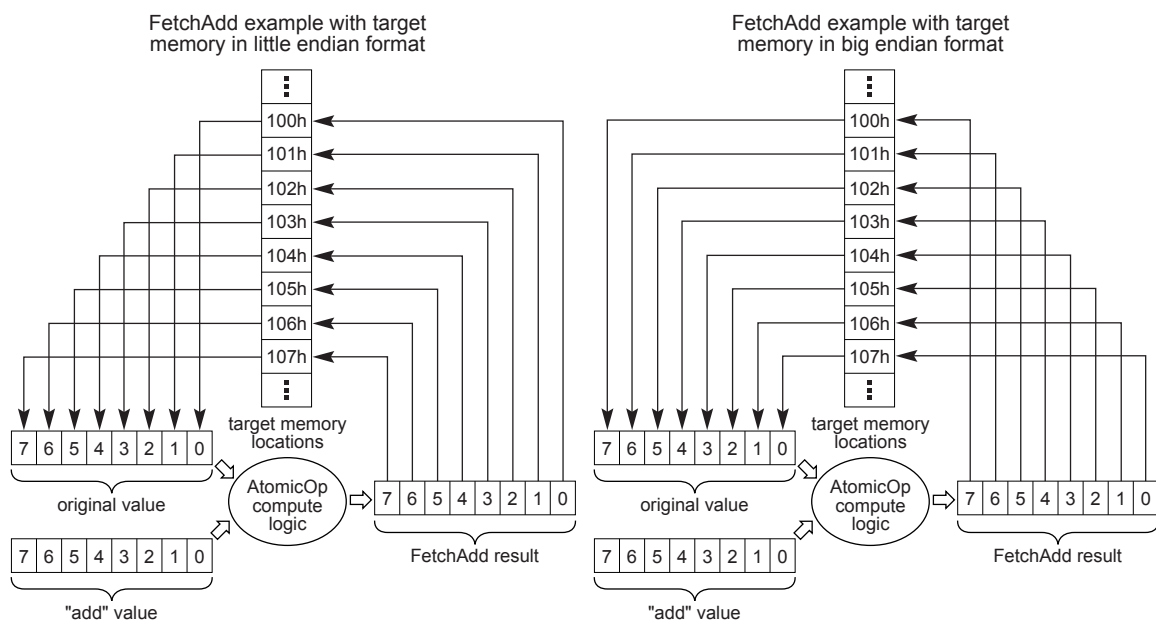 FetchAdd example with target
memory in little endian format
⋮
100h
101h
102h
103h
104h
105h
106h
107h
⋮
target memory
locations
7 6 5 4 3 2 1 0
original value
AtomicOp
compute
logic
7 6 5 4 3 2 1 0
FetchAdd result
7 6 5 4 3 2 1 0
"add" value
FetchAdd example with target
memory in big endian format
⋮
100h
101h
102h
103h
104h
105h
106h
107h
⋮
target memory
locations
7 6 5 4 3 2 1 0
original value
AtomicOp
compute
logic
7 6 5 4 3 2 1 0
FetchAdd result
7 6 5 4 3 2 1 0
"add" value